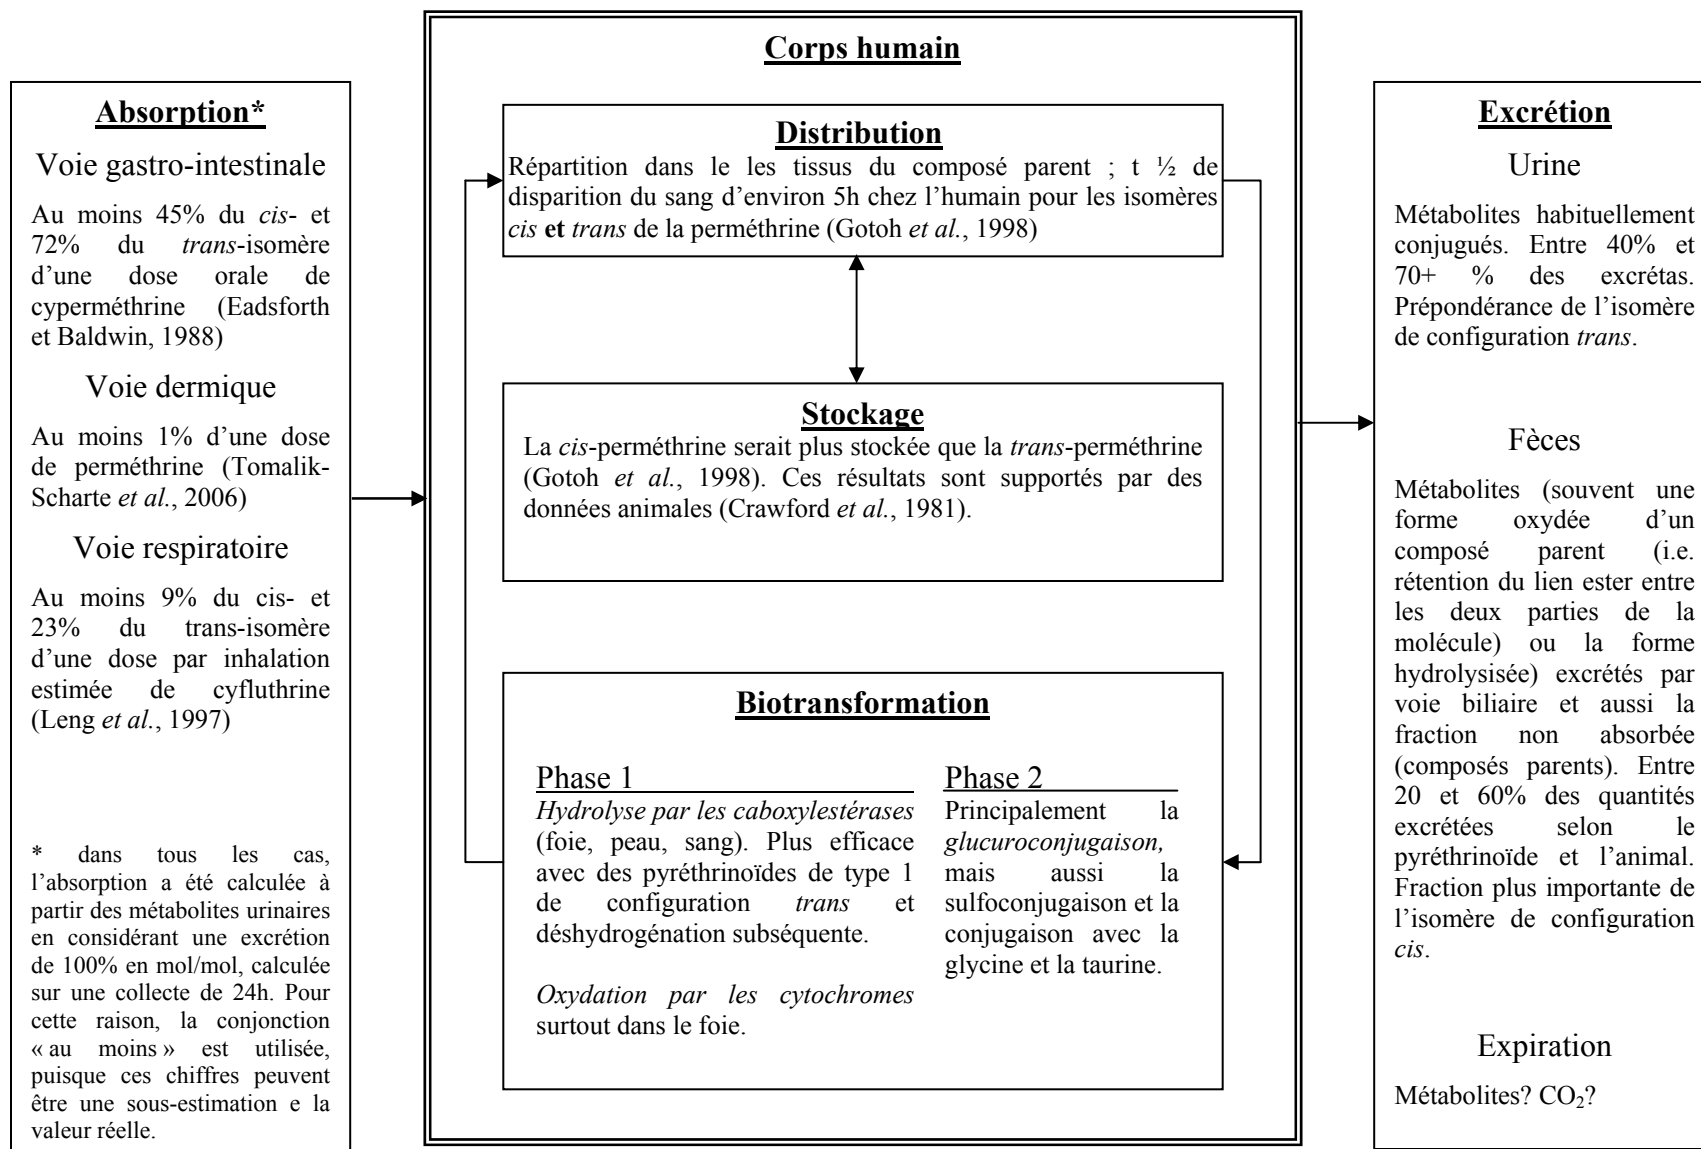 Absorption*
Voie gastro-intestinale
Au moins 45% du cis- et
72% du trans-isomère
d’une dose orale de
cyperméthrine (Eadsforth
et Baldwin, 1988)
Voie dermique
Au moins 1% d’une dose
de perméthrine (Tomalik-
Scharte et al., 2006)
Voie respiratoire
Au moins 9% du cis- et
23% du trans-isomère
d’une dose par inhalation
estimée de cyfluthrine
(Leng et al., 1997)
* dans tous les cas,
l’absorption a été calculée à
partir des métabolites urinaires
en considérant une excrétion
de 100% en mol/mol, calculée
sur une collecte de 24h. Pour
cette raison, la conjonction
« au moins » est utilisée,
puisque ces chiffres peuvent
être une sous-estimation e la
valeur réelle.
Corps humain
Distribution
Répartition dans le les tissus du composé parent ; t ½ de
disparition du sang d’environ 5h chez l’humain pour les isomères
cis et trans de la perméthrine (Gotoh et al., 1998)
Stockage
La cis-perméthrine serait plus stockée que la trans-perméthrine
(Gotoh et al., 1998). Ces résultats sont supportés par des
données animales (Crawford et al., 1981).
Biotransformation
Phase 1
Hydrolyse par les caboxylestérases
(foie, peau, sang). Plus efficace
avec des pyréthrinoïdes de type 1
de configuration trans et
déshydrogénation subséquente.
Oxydation par les cytochromes
surtout dans le foie.
Phase 2
Principalement la
glucuroconjugaison,
mais aussi la
sulfoconjugaison et la
conjugaison avec la
glycine et la taurine.
Excrétion
Urine
Métabolites habituellement
conjugués. Entre 40% et
70+ % des excrétas.
Prépondérance de l’isomère
de configuration trans.
Fèces
Métabolites (souvent une
forme oxydée d’un
composé parent (i.e.
rétention du lien ester entre
les deux parties de la
molécule) ou la forme
hydrolysisée) excrétés par
voie biliaire et aussi la
fraction non absorbée
(composés parents). Entre
20 et 60% des quantités
excrétées selon le
pyréthrinoïde et l’animal.
Fraction plus importante de
l’isomère de configuration
cis.
Expiration
Métabolites? CO₂?